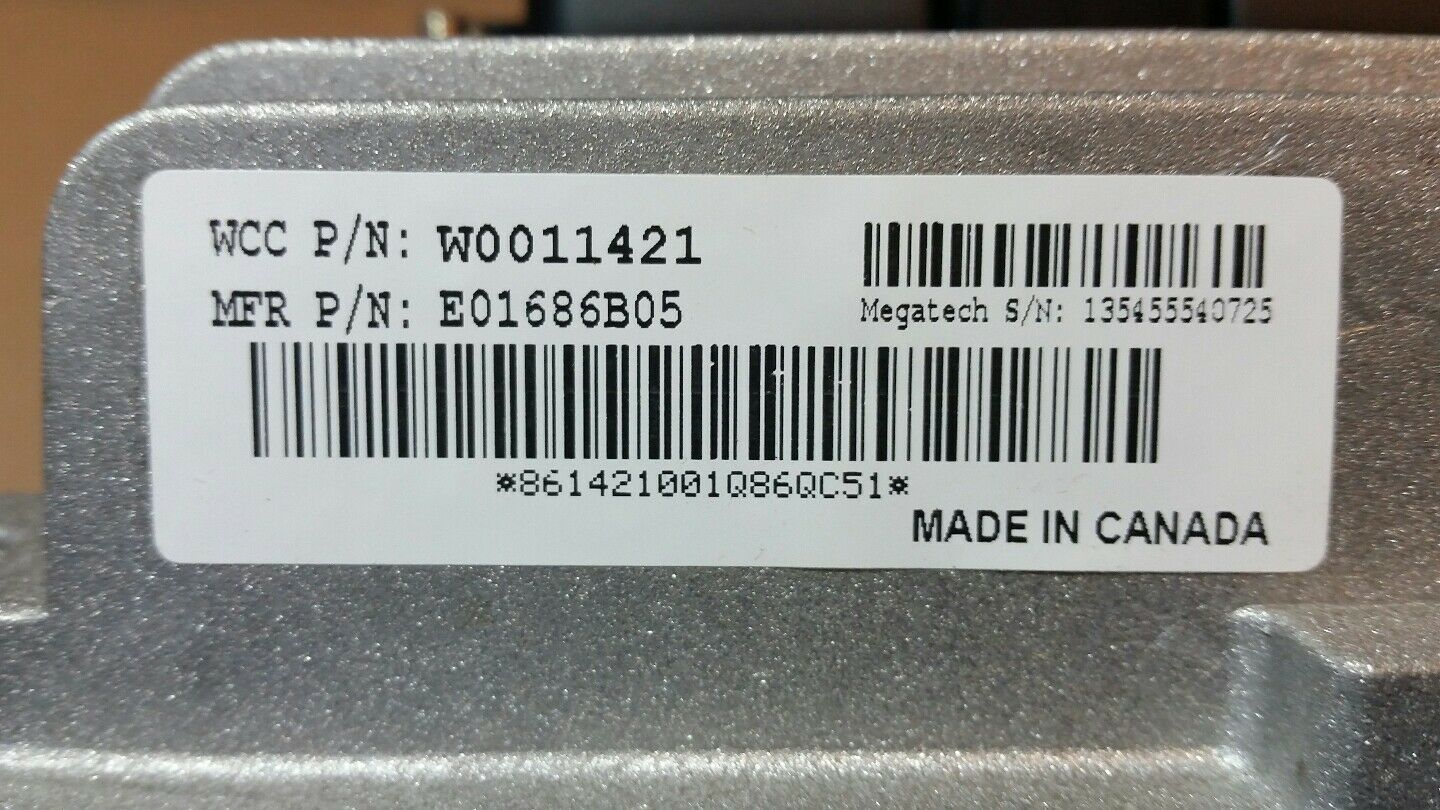 WCC P/N: W0011421
MFR P/N: E01686B05
Megatech S/N: 135455540725
*861421001Q86QC51*
MADE IN CANADA